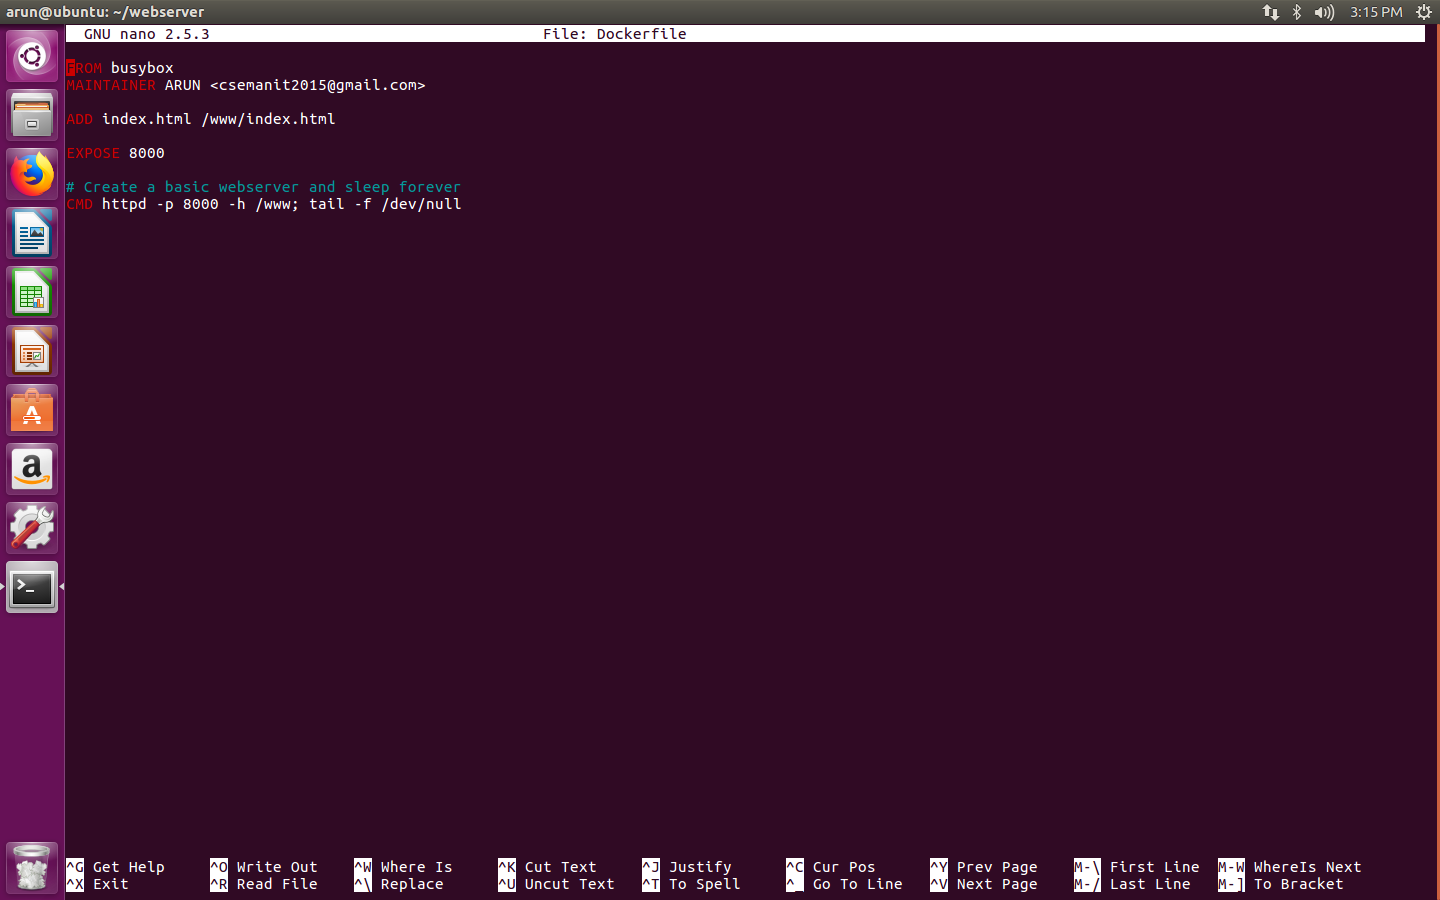 arun@ubuntu: ~/webserver 3:15 PM
GNU nano 2.5.3 File: Dockerfile
FROM busybox
MAINTAINER ARUN <csemanit2015@gmail.com>
ADD index.html /www/index.html
EXPOSE 8000
# Create a basic webserver and sleep forever
CMD httpd -p 8000 -h /www; tail -f /dev/null
^G Get Help ^O Write Out ^W Where Is ^K Cut Text ^J Justify ^C Cur Pos ^Y Prev Page M-\ First Line M-W WhereIs Next
^X Exit ^R Read File ^\ Replace ^U Uncut Text ^T To Spell ^_ Go To Line ^V Next Page M-/ Last Line M-] To Bracket